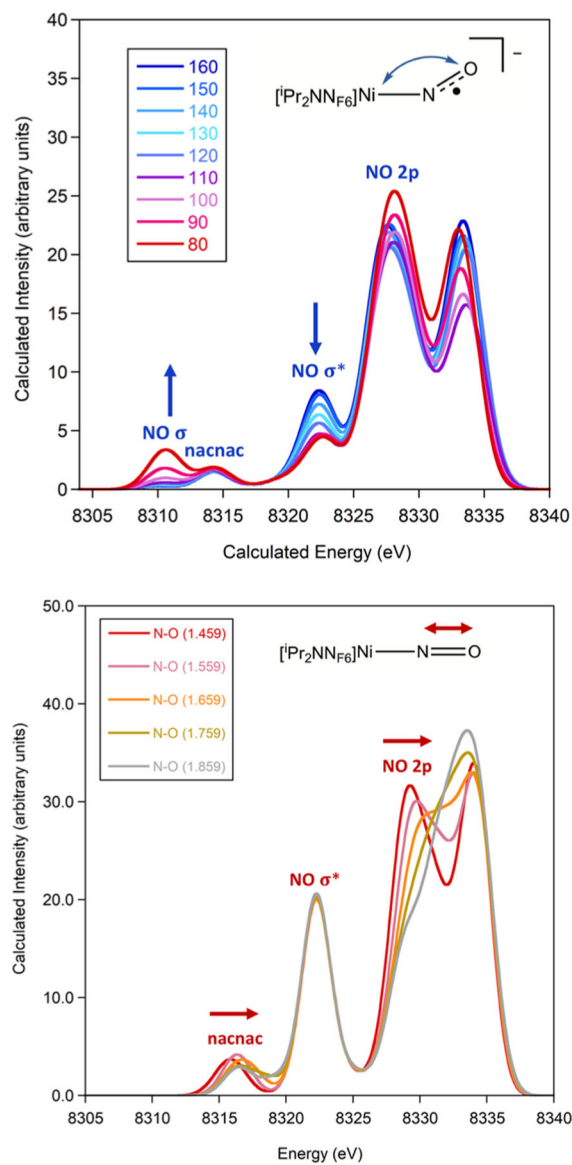 40
35
30
25
20
15
10
5
0
Calculated Intensity (arbitrary units)
160
150
140
130
120
110
100
90
80
[ⁱPr₂NN_F6]Ni N O •
–
NO 2p
NO σ*
NO σ
nacnac
8305 8310 8315 8320 8325 8330 8335 8340
Calculated Energy (eV)
50.0
40.0
30.0
20.0
10.0
0.0
Calculated Intensity (arbitrary units)
N-O (1.459)
N-O (1.559)
N-O (1.659)
N-O (1.759)
N-O (1.859)
[ⁱPr₂NN_F6]Ni N O
NO 2p
NO σ*
nacnac
8305 8310 8315 8320 8325 8330 8335 8340
Energy (eV)